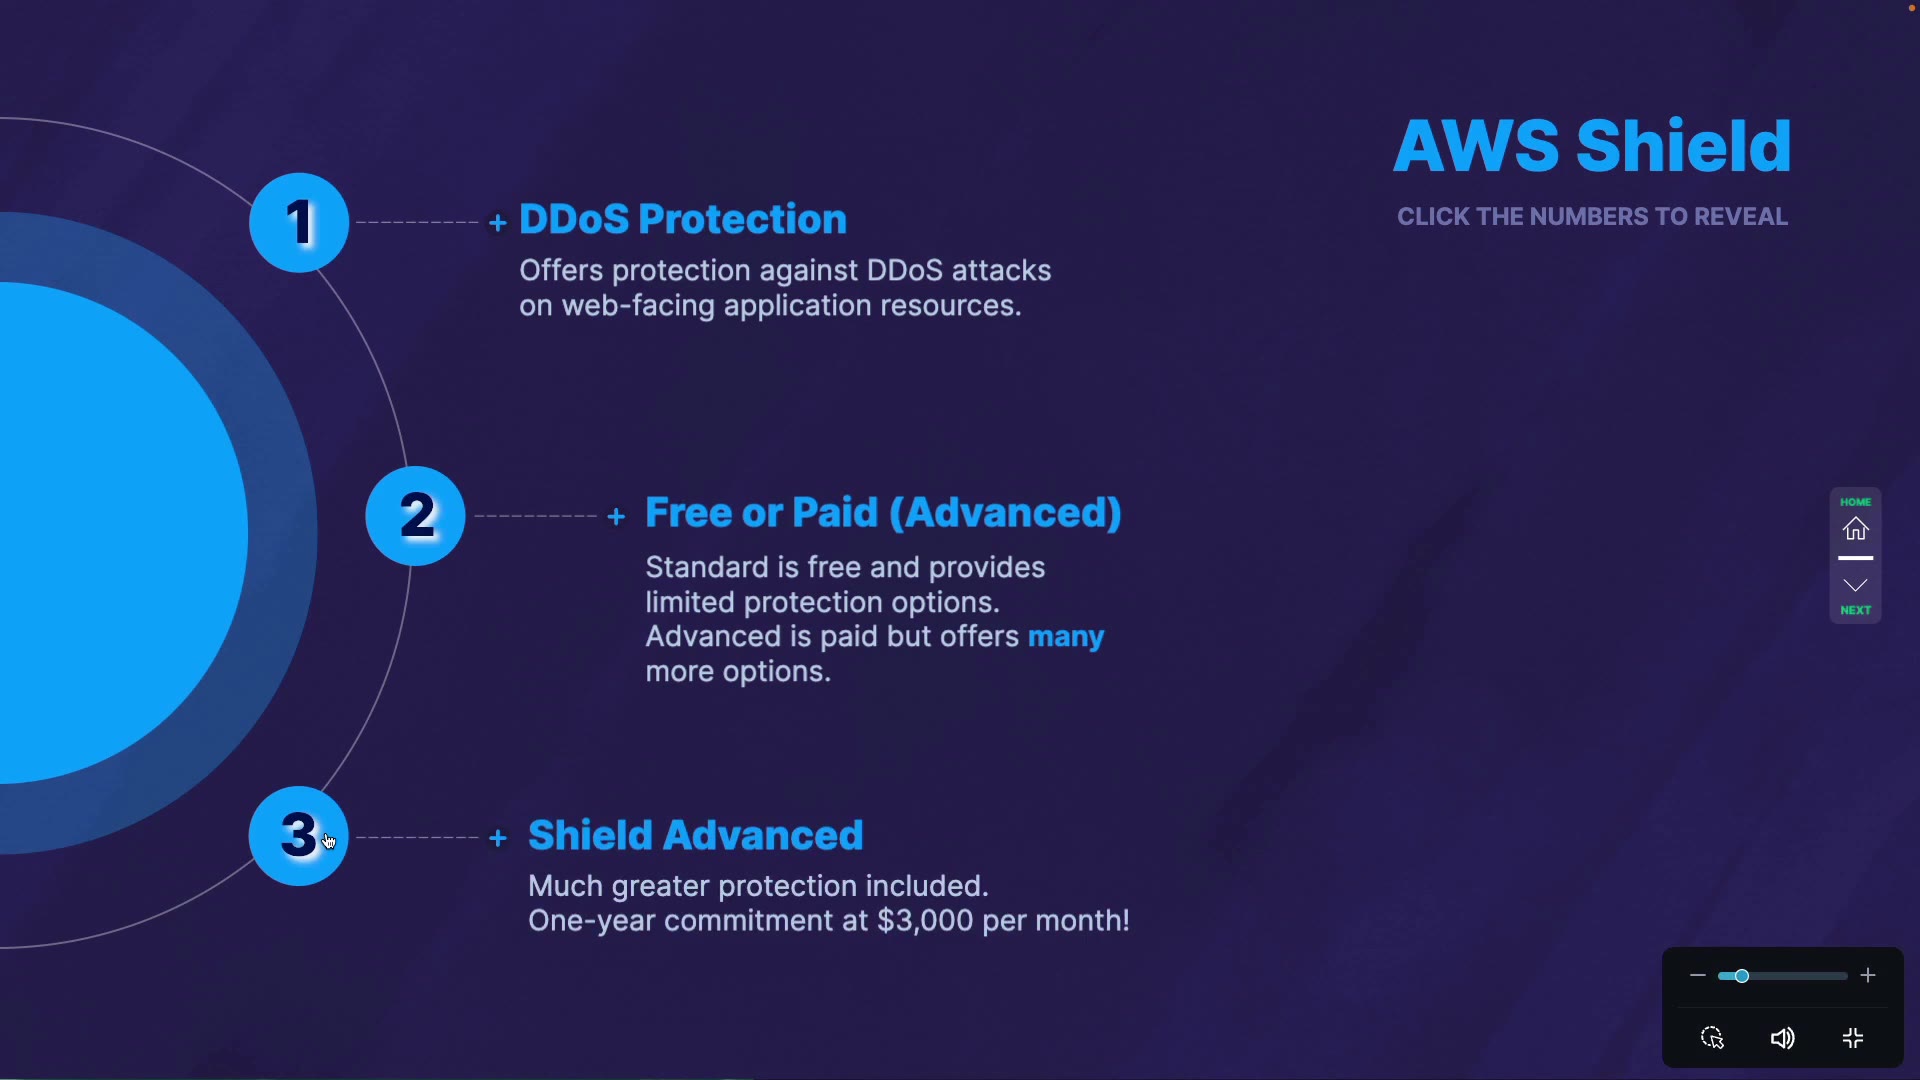 AWS Shield
CLICK THE NUMBERS TO REVEAL
1
+ DDoS Protection
Offers protection against DDoS attacks
on web-facing application resources.
2
+ Free or Paid (Advanced)
Standard is free and provides
limited protection options.
Advanced is paid but offers many
more options.
3
+ Shield Advanced
Much greater protection included.
One-year commitment at $3,000 per month!
HOME
NEXT